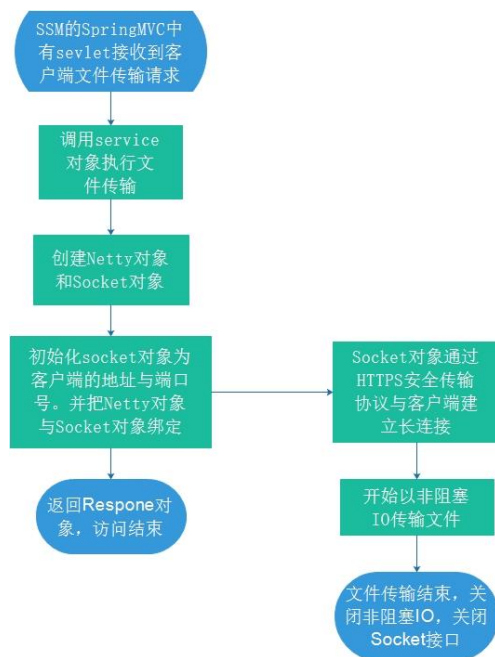 SSM的SpringMVC中
有sevlet接收到客
户端文件传输请求
调用service
对象执行文
件传输
创建Netty对象
和Socket对象
初始化socket对象为
客户端的地址与端口
号。并把Netty对象
与Socket对象绑定
返回Respone对
象，访问结束
Socket对象通过
HTTPS安全传输
协议与客户端建
立长连接
开始以非阻塞
IO传输文件
文件传输结束，关
闭非阻塞IO，关闭
Socket接口